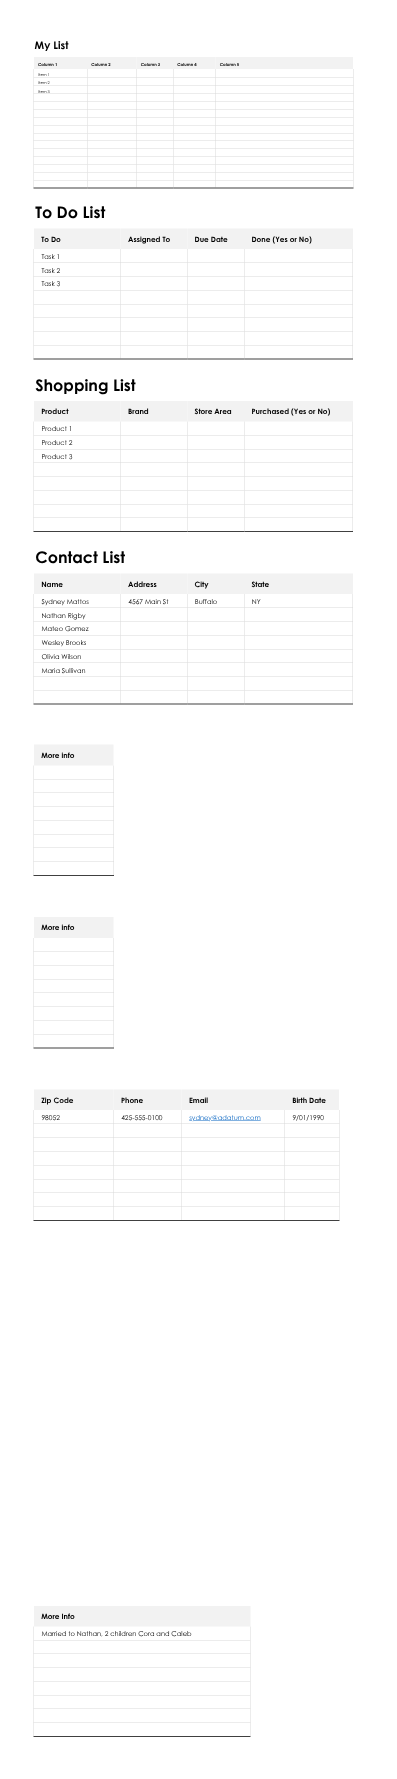 My List
Column 1 Column 2 Column 3 Column 4 Column 5
Item 1
Item 2
Item 3
To Do List
To Do Assigned To Due Date Done (Yes or No)
Task 1
Task 2
Task 3
Shopping List
Product Brand Store Area Purchased (Yes or No)
Product 1
Product 2
Product 3
Contact List
Name Address City State
Sydney Mattos 4567 Main St Buffalo NY
Nathan Rigby
Mateo Gomez
Wesley Brooks
Olivia Wilson
Maria Sullivan
More Info
More Info
Zip Code Phone Email Birth Date
98052 425-555-0100 sydney@adatum.com 9/01/1990
More Info
Married to Nathan, 2 children Cora and Caleb